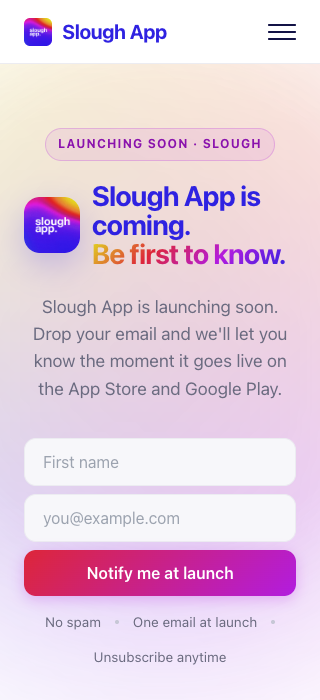 slough
app.
Slough App
LAUNCHING SOON · SLOUGH
slough
app.
Slough App is
coming.
Be first to know.
Slough App is launching soon.
Drop your email and we'll let you
know the moment it goes live on
the App Store and Google Play.
First name
you@example.com
Notify me at launch
No spam • One email at launch •
Unsubscribe anytime